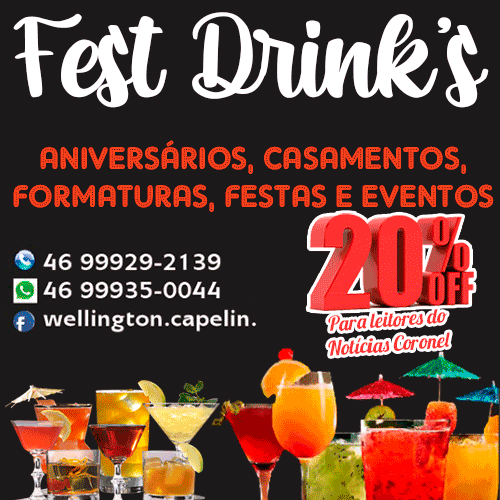 Fest Drink's
ANIVERSÁRIOS, CASAMENTOS,
FORMATURAS, FESTAS E EVENTOS
46 99929-2139
46 99935-0044
wellington.capelin.
20% OFF
Para leitores do
Notícias Coronel